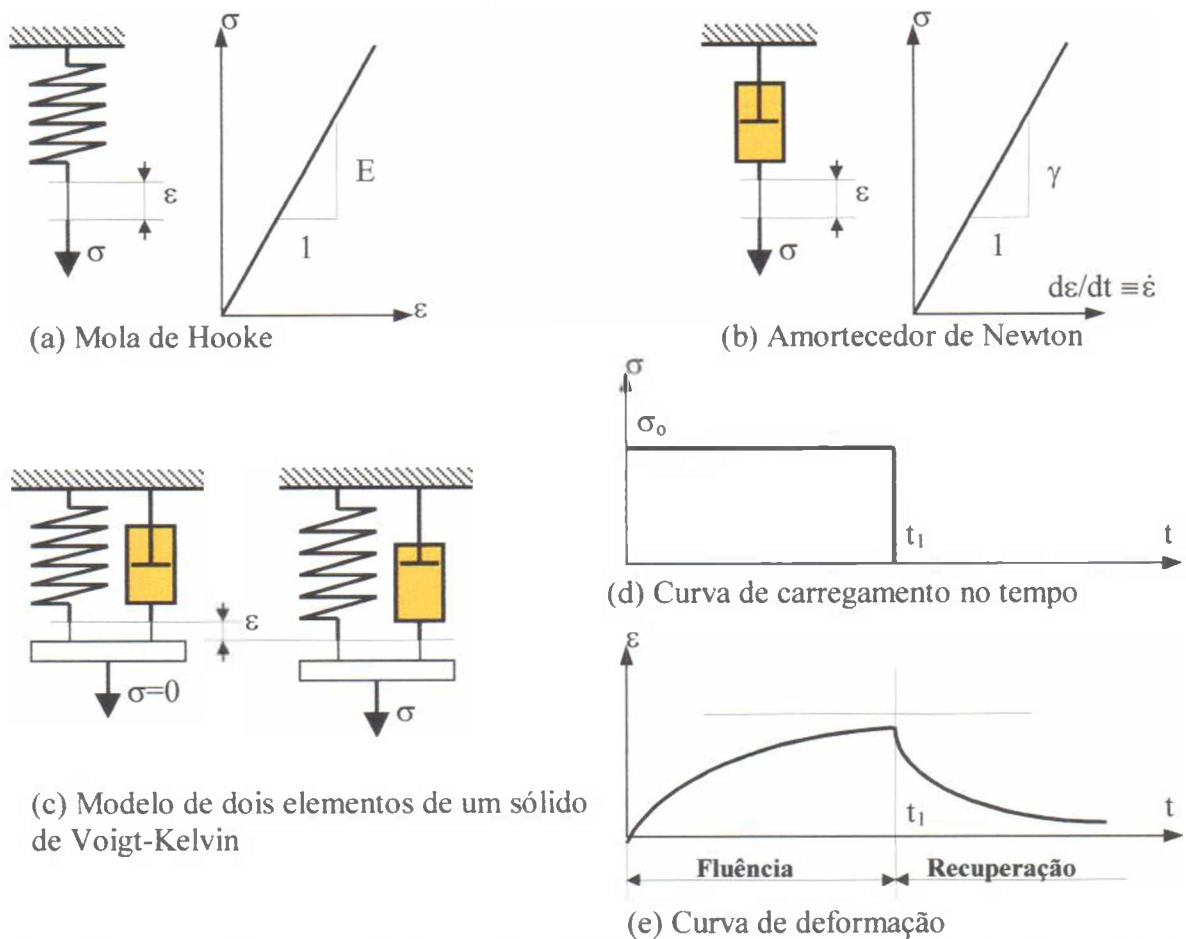 σ
E
ε
1
σ
ε
(a) Mola de Hooke
σ
γ
ε
1
σ
dε/dt ≡ ε̇
(b) Amortecedor de Newton
σ
σ₀
t₁
t
(d) Curva de carregamento no tempo
ε
σ=0
σ
(c) Modelo de dois elementos de um sólido
de Voigt-Kelvin
ε
t₁
t
Fluência
Recuperação
(e) Curva de deformação